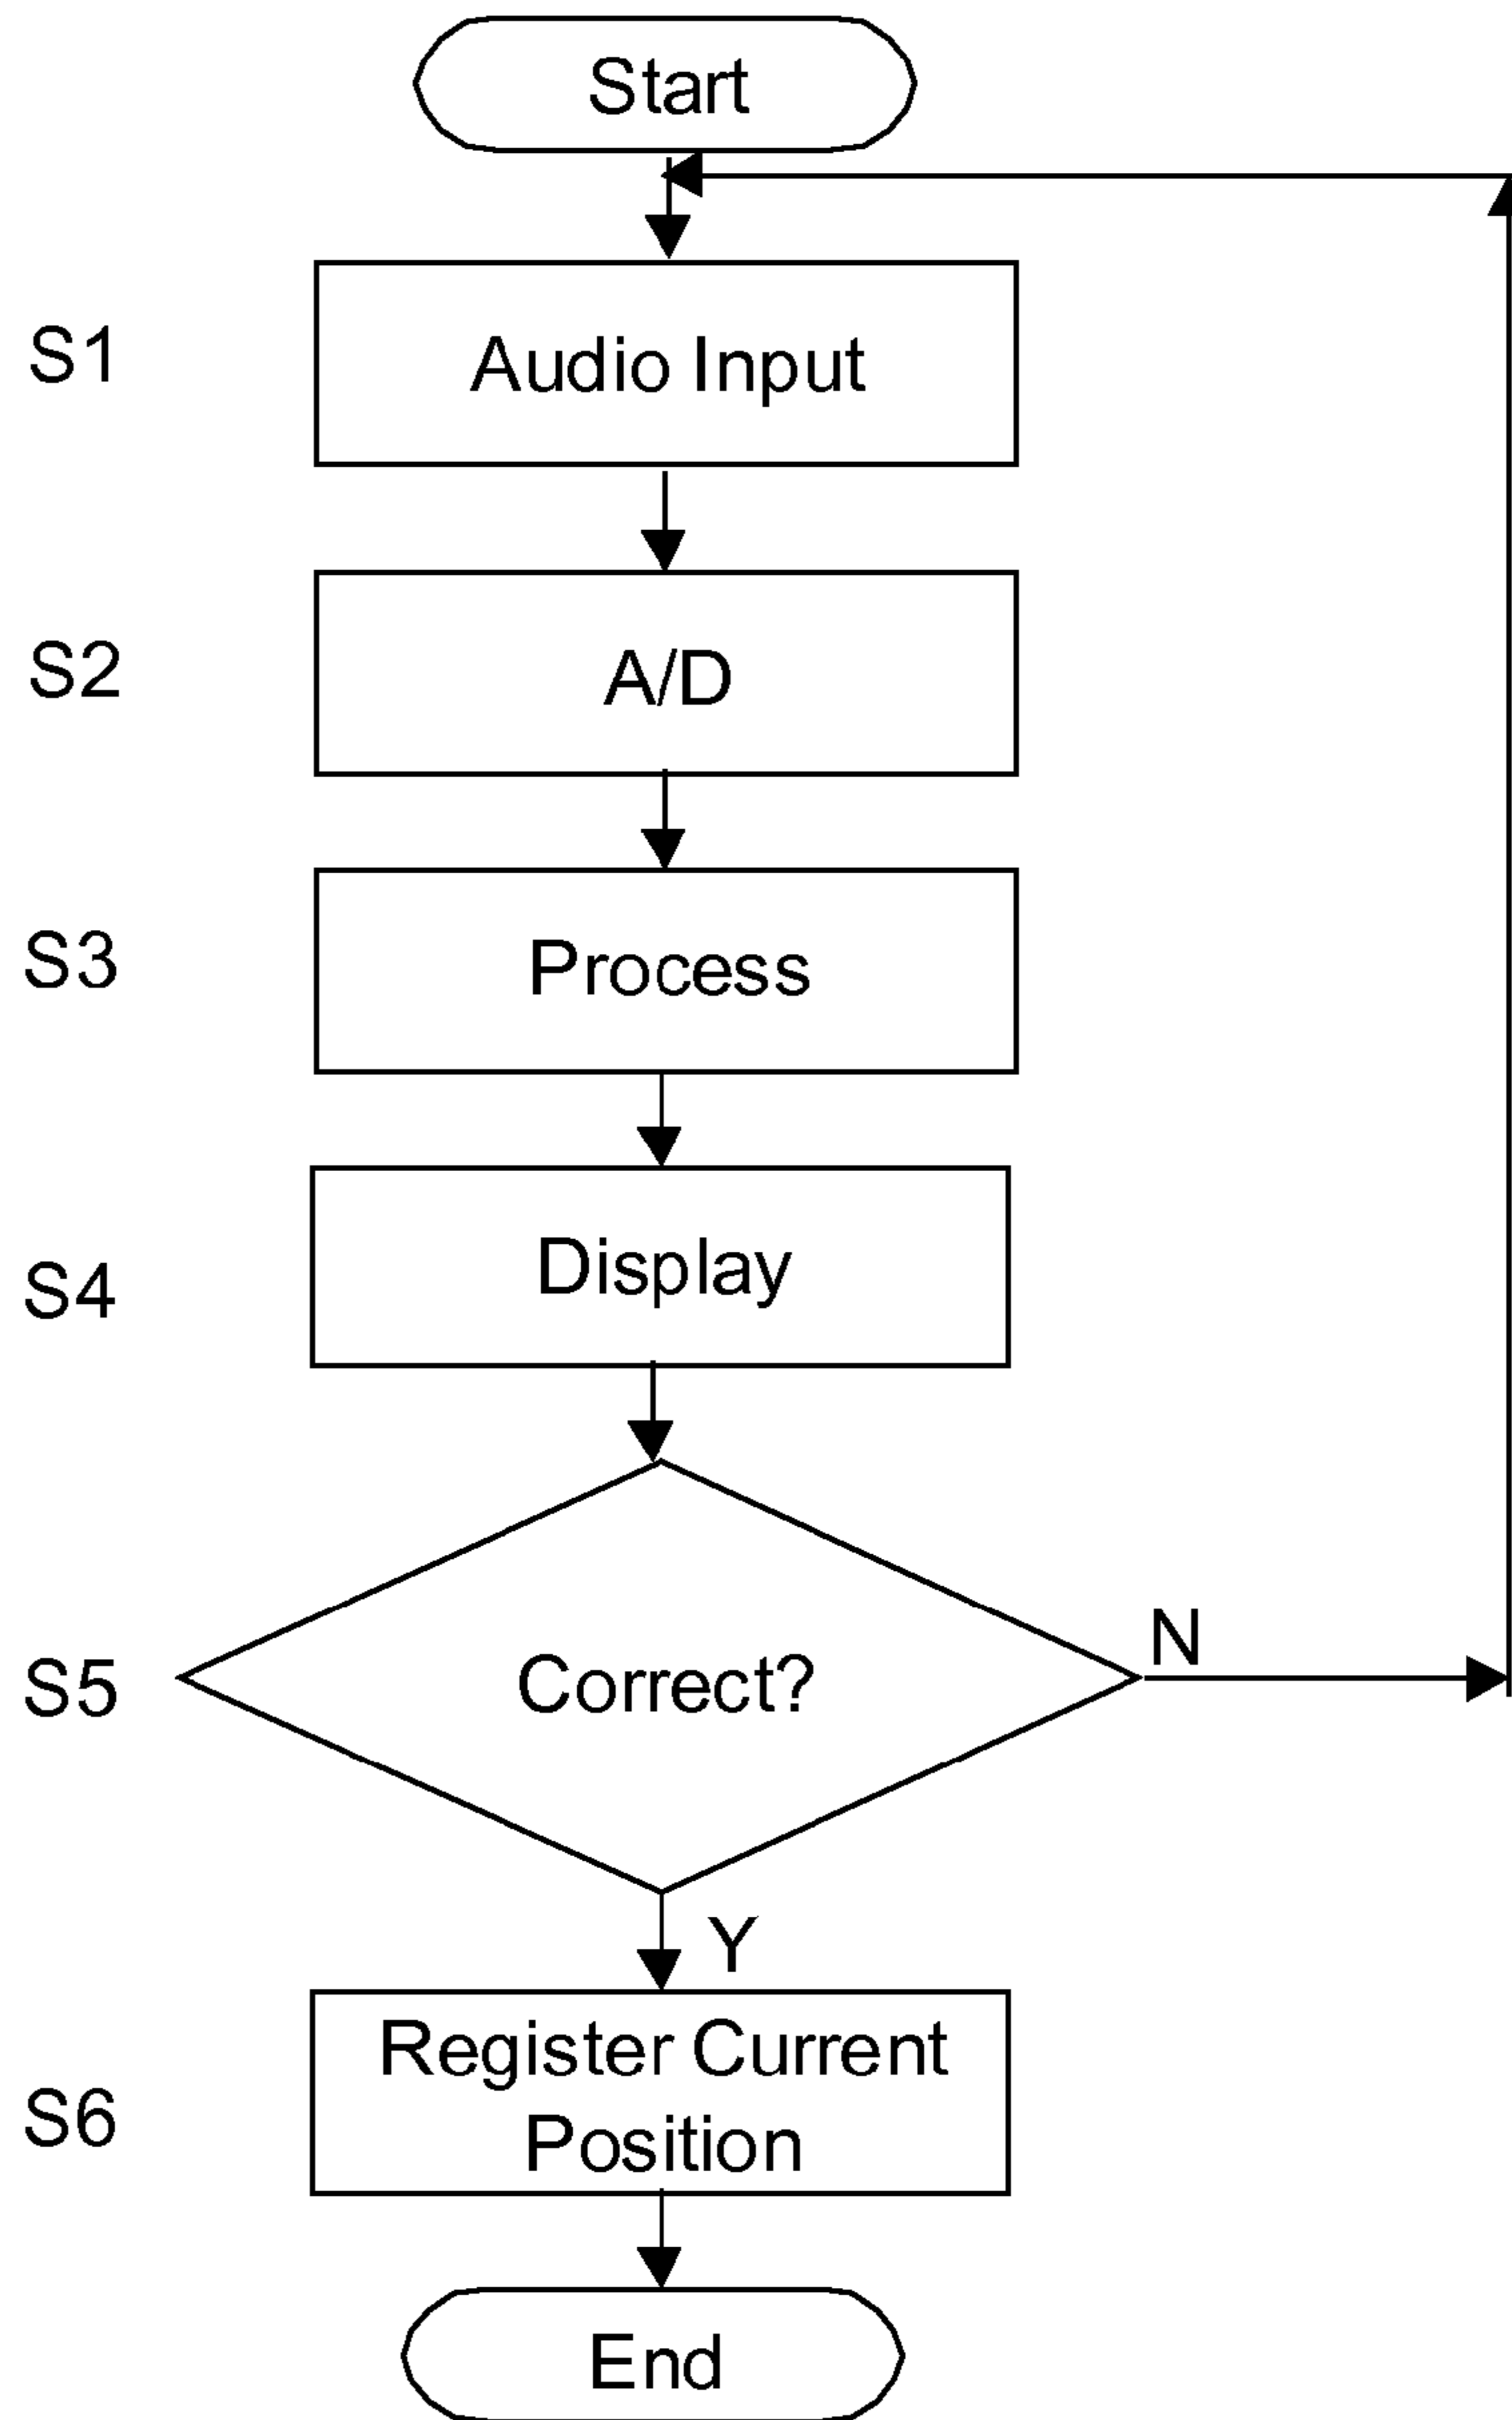 Start
S1
Audio Input
S2
A/D
S3
Process
S4
Display
N
S5
Correct?
Y
Register Current
S6
Position
End